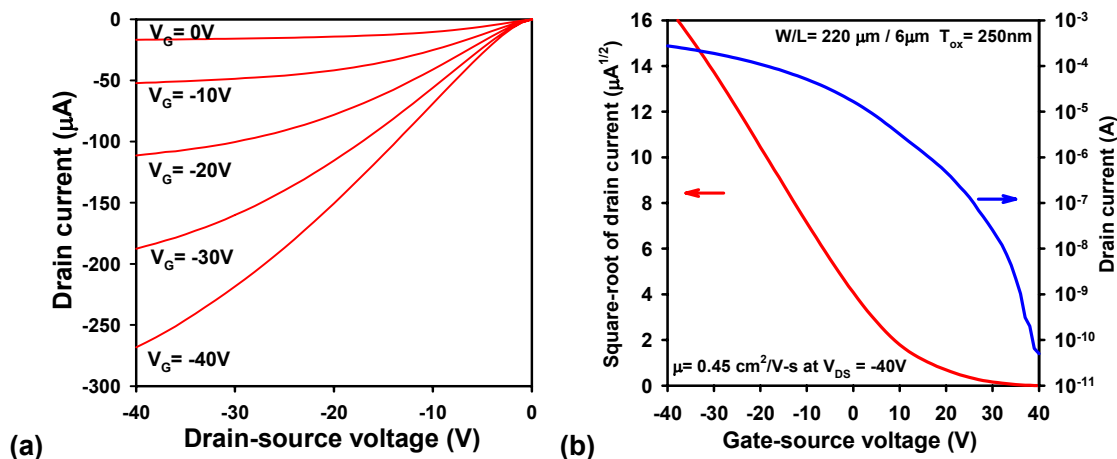 V_G= 0V
V_G= -10V
V_G= -20V
V_G= -30V
V_G= -40V
0
-50
-100
-150
-200
-250
-300
Drain current (μA)
-40 -30 -20 -10 0
Drain-source voltage (V)
(a)
W/L= 220 μm / 6μm T_ox= 250nm
μ= 0.45 cm²/V-s at V_DS = -40V
16
14
12
10
8
6
4
2
0
Square-root of drain current (μA^1/2)
10⁻³
10⁻⁴
10⁻⁵
10⁻⁶
10⁻⁷
10⁻⁸
10⁻⁹
10⁻¹⁰
10⁻¹¹
Drain current (A)
-40 -30 -20 -10 0 10 20 30 40
Gate-source voltage (V)
(b)